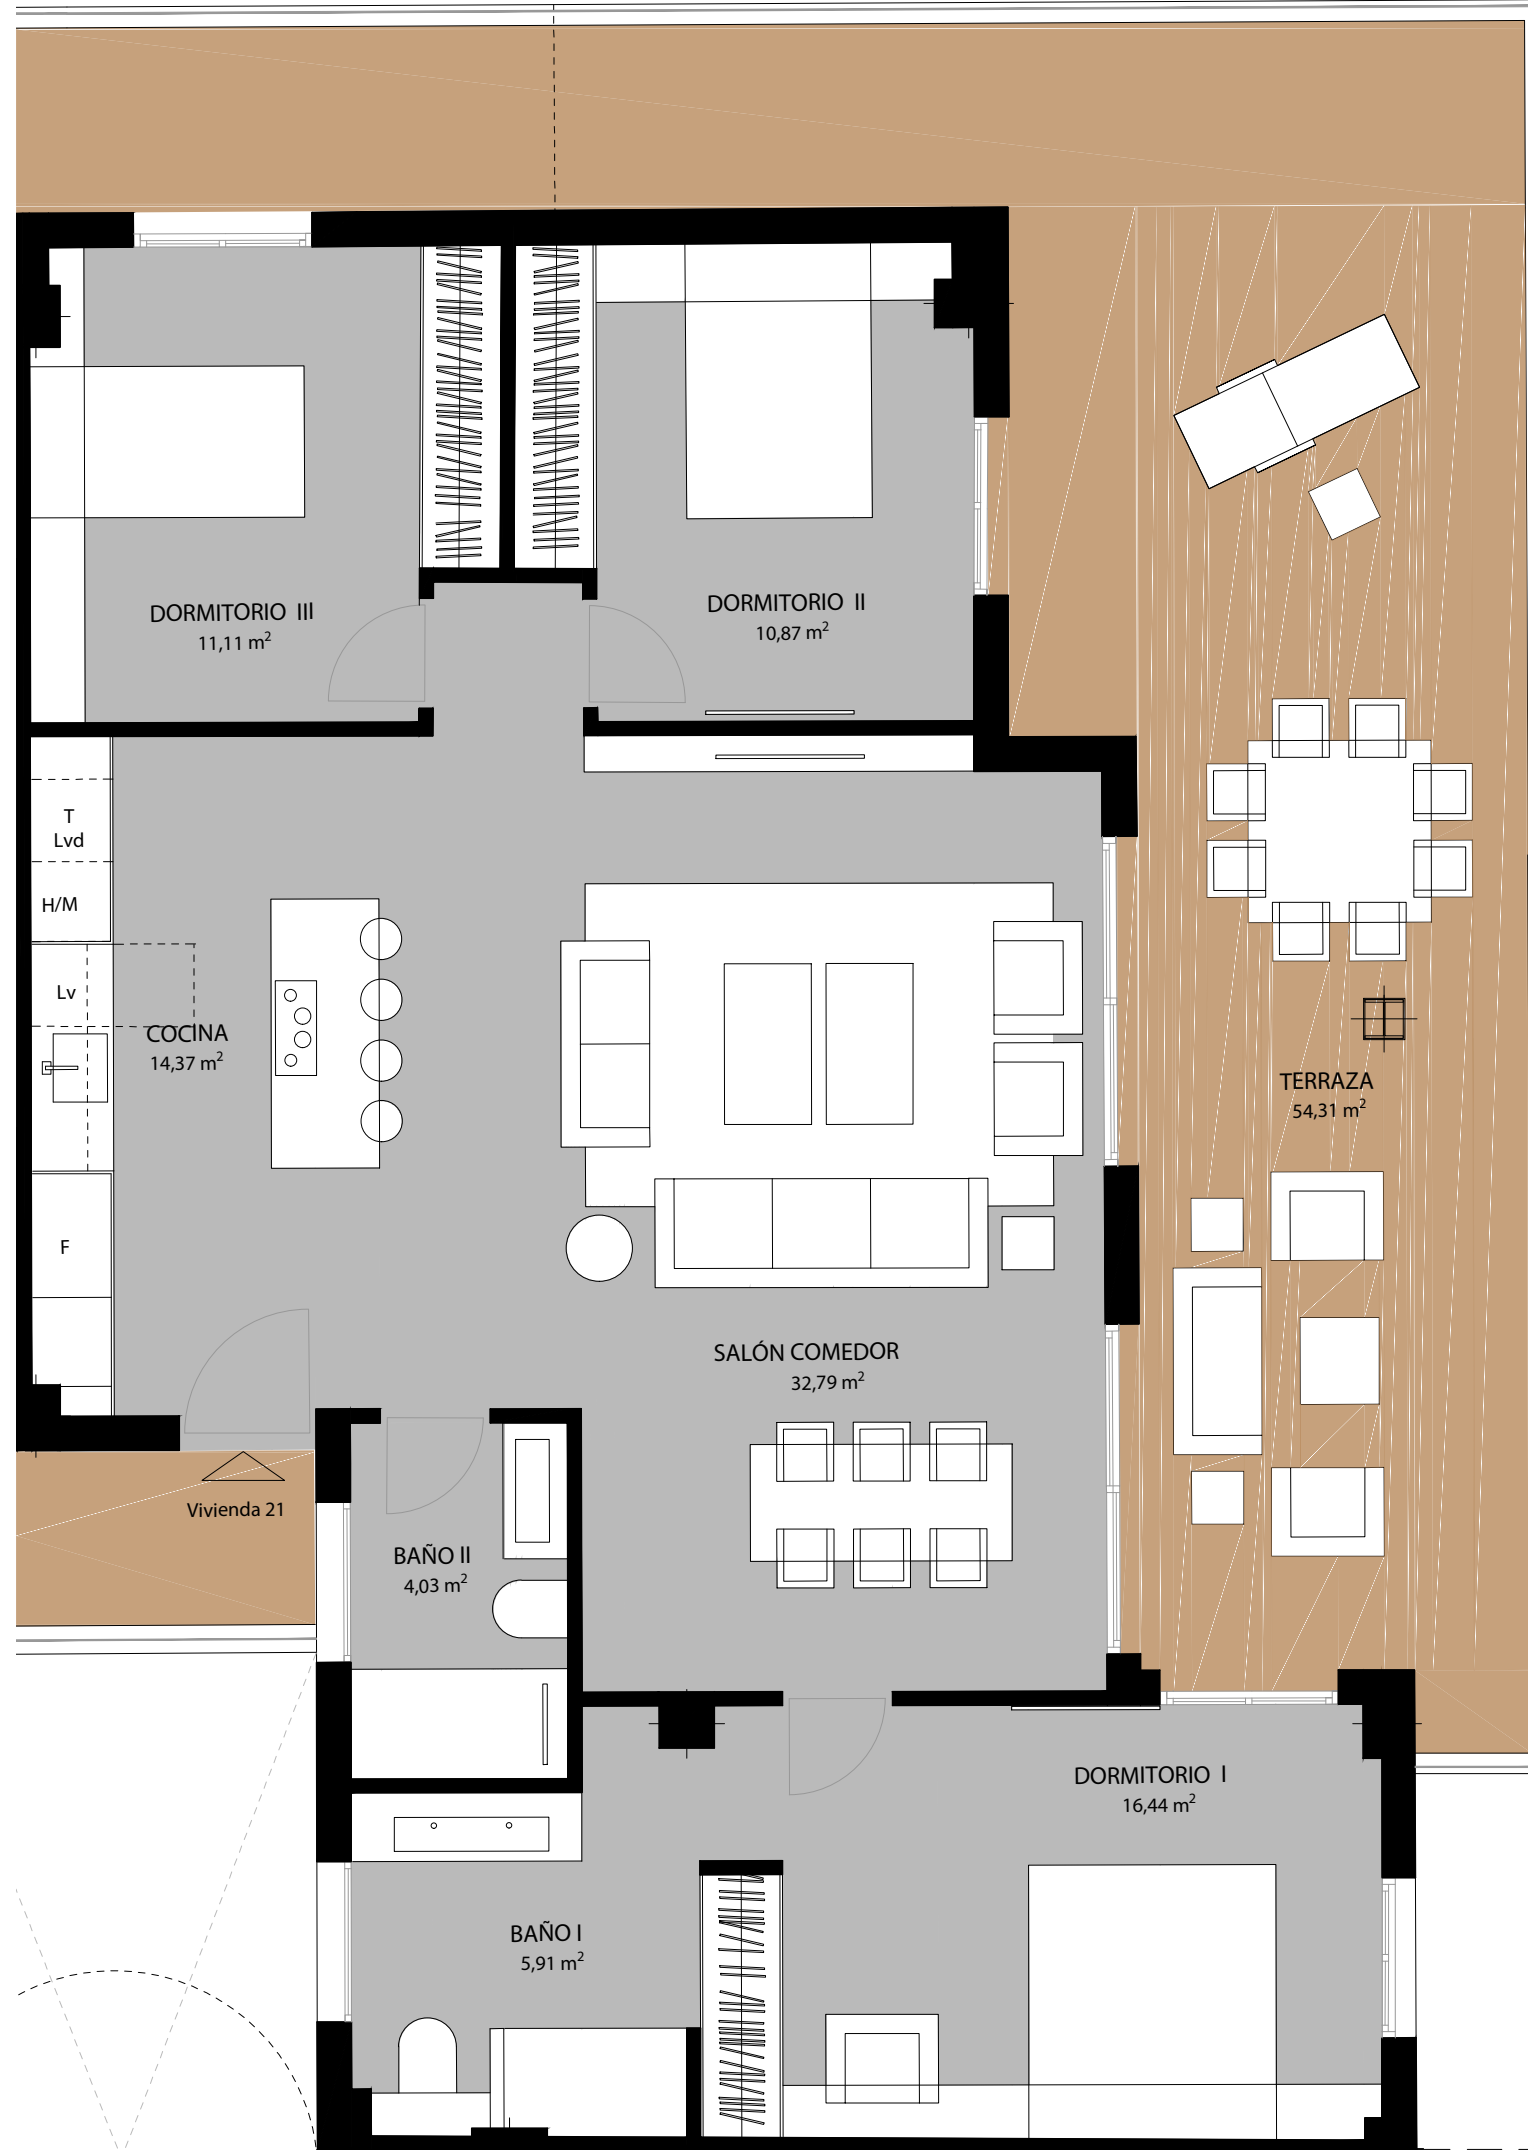 DORMITORIO III
11,11 m²
DORMITORIO II
10,87 m²
T
Lvd
H/M
Lv
COCINA
14,37 m²
F
TERRAZA
54,31 m²
SALÓN COMEDOR
32,79 m²
Vivienda 21
BAÑO II
4,03 m²
DORMITORIO I
16,44 m²
BAÑO I
5,91 m²